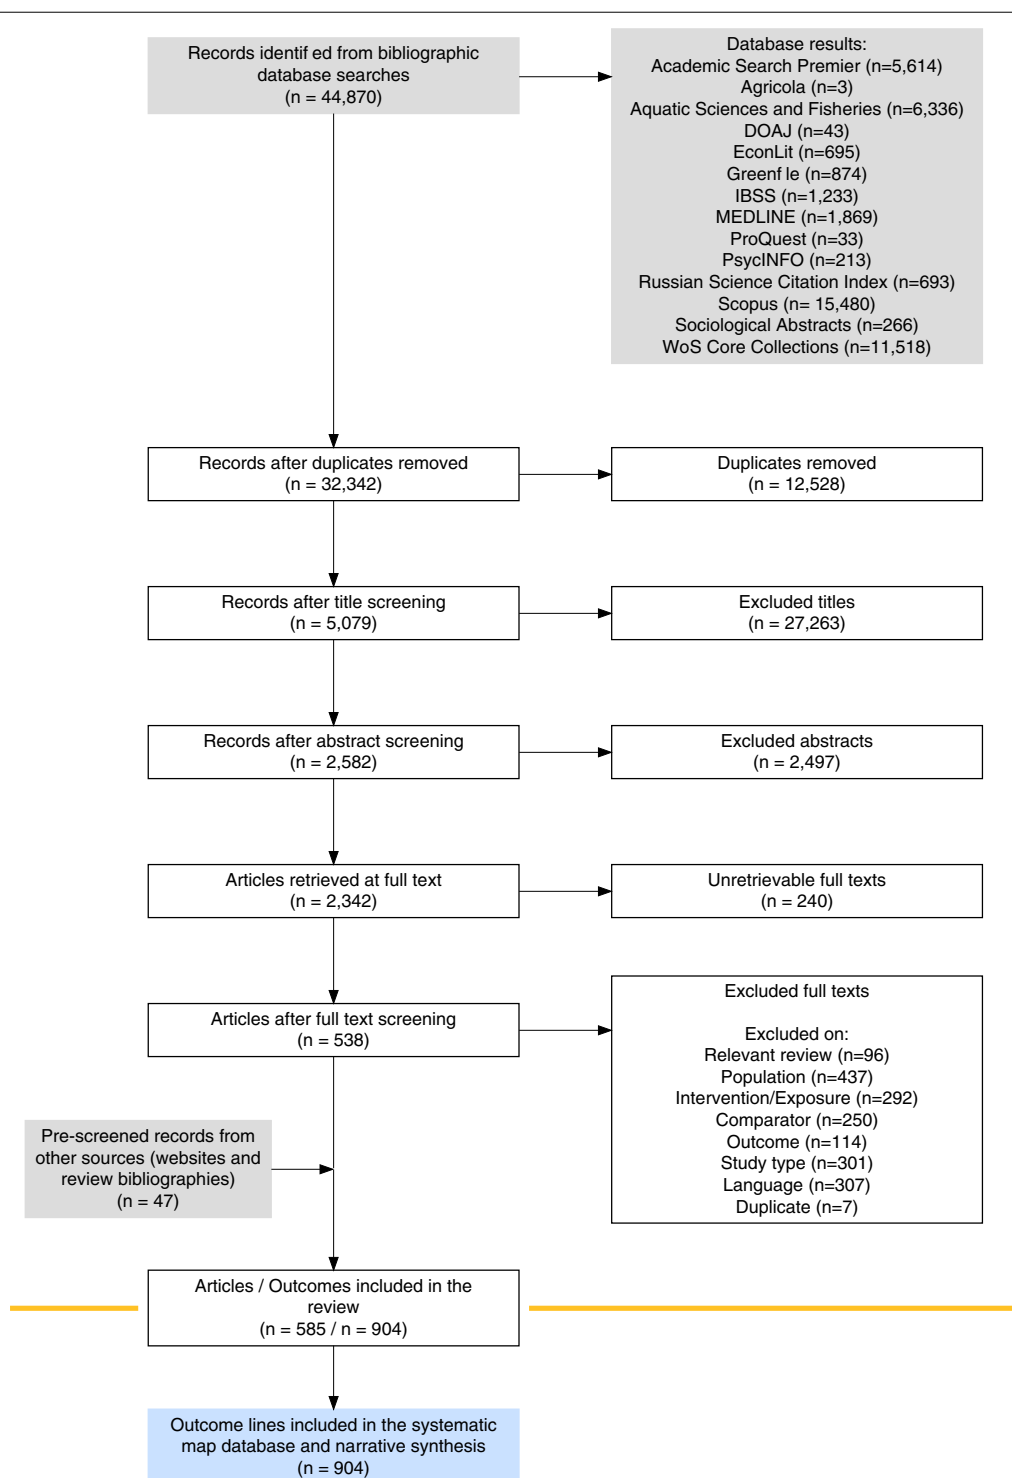 Records identif ed from bibliographic
database searches
(n = 44,870)
Database results:
Academic Search Premier (n=5,614)
Agricola (n=3)
Aquatic Sciences and Fisheries (n=6,336)
DOAJ (n=43)
EconLit (n=695)
Greenf le (n=874)
IBSS (n=1,233)
MEDLINE (n=1,869)
ProQuest (n=33)
PsycINFO (n=213)
Russian Science Citation Index (n=693)
Scopus (n= 15,480)
Sociological Abstracts (n=266)
WoS Core Collections (n=11,518)
Records after duplicates removed
(n = 32,342)
Duplicates removed
(n = 12,528)
Records after title screening
(n = 5,079)
Excluded titles
(n = 27,263)
Records after abstract screening
(n = 2,582)
Excluded abstracts
(n = 2,497)
Articles retrieved at full text
(n = 2,342)
Unretrievable full texts
(n = 240)
Articles after full text screening
(n = 538)
Excluded full texts
Excluded on:
Relevant review (n=96)
Population (n=437)
Intervention/Exposure (n=292)
Comparator (n=250)
Outcome (n=114)
Study type (n=301)
Language (n=307)
Duplicate (n=7)
Pre-screened records from
other sources (websites and
review bibliographies)
(n = 47)
Articles / Outcomes included in the
review
(n = 585 / n = 904)
Outcome lines included in the systematic
map database and narrative synthesis
(n = 904)